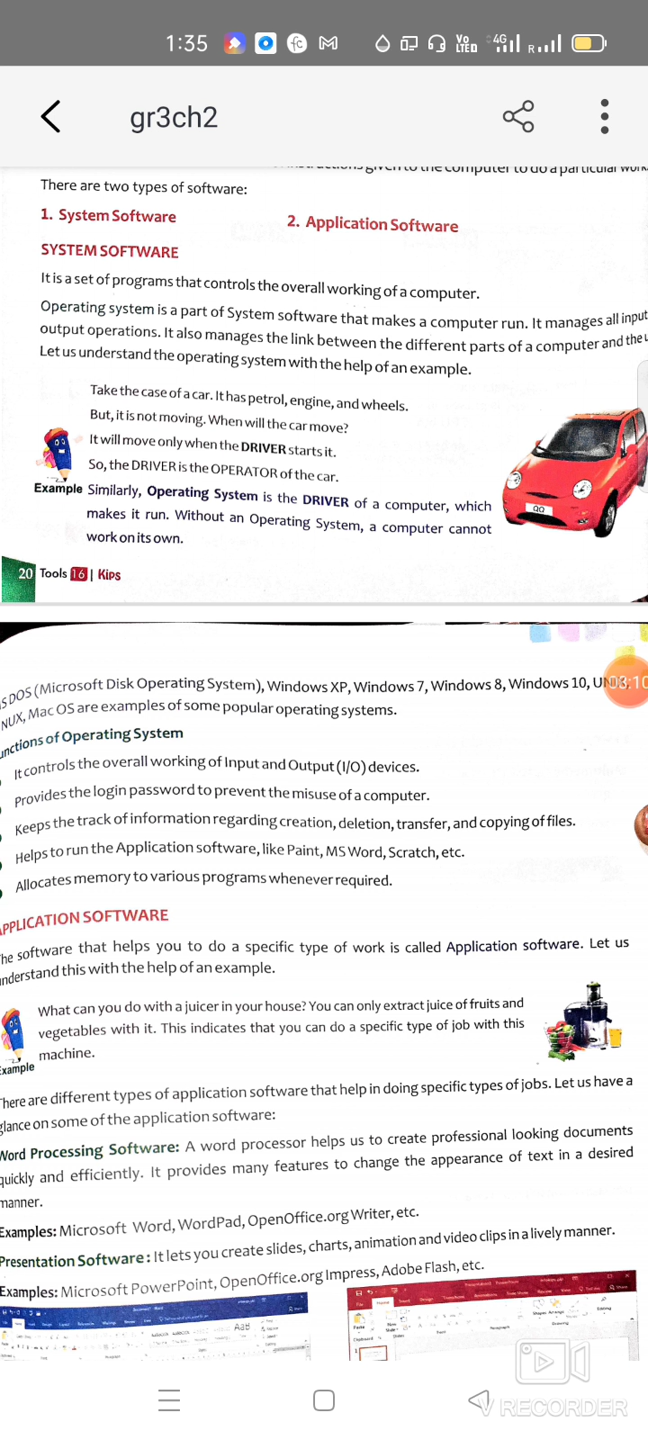 1:35
fc
Vo
LTED
4G
R
gr3ch2
given to the computer to do a particular work
There are two types of software:
1. System Software
2. Application Software
SYSTEM SOFTWARE
It is a set of programs that controls the overall working of a computer.
Operating system is a part of System software that makes a computer run. It manages all input
output operations. It also manages the link between the different parts of a computer and the u
Let us understand the operating system with the help of an example.
Take the case of a car. It has petrol, engine, and wheels.
But, it is not moving. When will the car move?
It will move only when the DRIVER starts it.
So, the DRIVER is the OPERATOR of the car.
Example Similarly, Operating System is the DRIVER of a computer, which
makes it run. Without an Operating System, a computer cannot
work on its own.
QQ
20 Tools 16 | Kips
S DOS (Microsoft Disk Operating System), Windows XP, Windows 7, Windows 8, Windows 10, UN
03:10
NUX, Mac OS are examples of some popular operating systems.
unctions of Operating System
It controls the overall working of Input and Output (I/O) devices.
Provides the login password to prevent the misuse of a computer.
Keeps the track of information regarding creation, deletion, transfer, and copying of files.
Helps to run the Application software, like Paint, MS Word, Scratch, etc.
Allocates memory to various programs whenever required.
APPLICATION SOFTWARE
he software that helps you to do a specific type of work is called Application software. Let us
nderstand this with the help of an example.
What can you do with a juicer in your house? You can only extract juice of fruits and
vegetables with it. This indicates that you can do a specific type of job with this
machine.
Example
There are different types of application software that help in doing specific types of jobs. Let us have a
glance on some of the application software:
Word Processing Software: A word processor helps us to create professional looking documents
quickly and efficiently. It provides many features to change the appearance of text in a desired
manner.
Examples: Microsoft Word, WordPad, OpenOffice.org Writer, etc.
Presentation Software: It lets you create slides, charts, animation and video clips in a lively manner.
Examples: Microsoft PowerPoint, OpenOffice.org Impress, Adobe Flash, etc.
V RECORDER